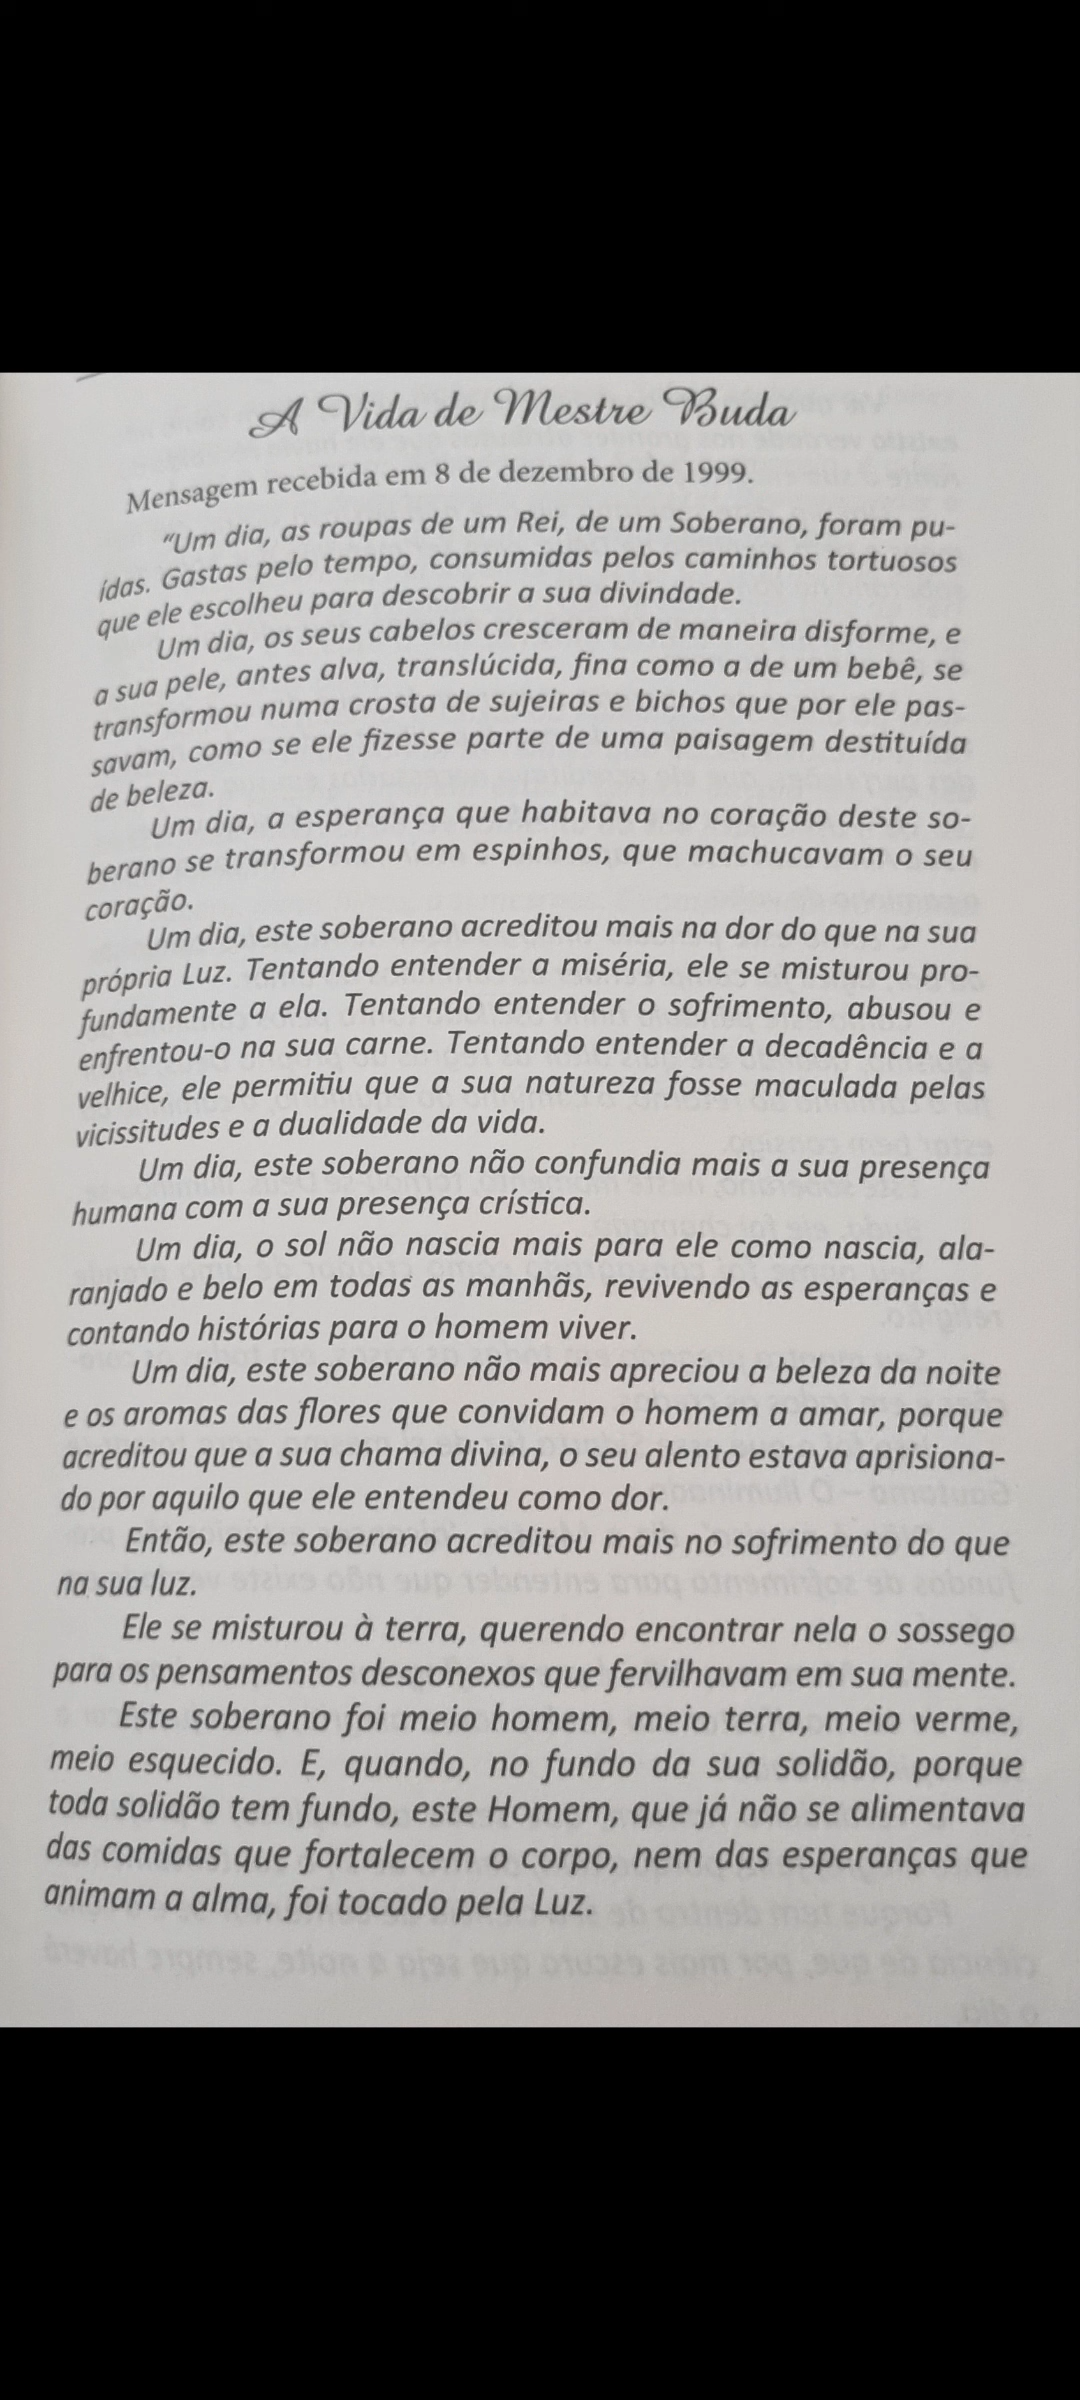 A Vida de Mestre Buda
Mensagem recebida em 8 de dezembro de 1999.
“Um dia, as roupas de um Rei, de um Soberano, foram pu-
ídas. Gastas pelo tempo, consumidas pelos caminhos tortuosos
que ele escolheu para descobrir a sua divindade.
Um dia, os seus cabelos cresceram de maneira disforme, e
a sua pele, antes alva, translúcida, fina como a de um bebê, se
transformou numa crosta de sujeiras e bichos que por ele pas-
savam, como se ele fizesse parte de uma paisagem destituída
de beleza.
Um dia, a esperança que habitava no coração deste so-
berano se transformou em espinhos, que machucavam o seu
coração.
Um dia, este soberano acreditou mais na dor do que na sua
própria Luz. Tentando entender a miséria, ele se misturou pro-
fundamente a ela. Tentando entender o sofrimento, abusou e
enfrentou-o na sua carne. Tentando entender a decadência e a
velhice, ele permitiu que a sua natureza fosse maculada pelas
vicissitudes e a dualidade da vida.
Um dia, este soberano não confundia mais a sua presença
humana com a sua presença crística.
Um dia, o sol não nascia mais para ele como nascia, ala-
ranjado e belo em todas as manhãs, revivendo as esperanças e
contando histórias para o homem viver.
Um dia, este soberano não mais apreciou a beleza da noite
e os aromas das flores que convidam o homem a amar, porque
acreditou que a sua chama divina, o seu alento estava aprisiona-
do por aquilo que ele entendeu como dor.
Então, este soberano acreditou mais no sofrimento do que
na sua luz.
Ele se misturou à terra, querendo encontrar nela o sossego
para os pensamentos desconexos que fervilhavam em sua mente.
Este soberano foi meio homem, meio terra, meio verme,
meio esquecido. E, quando, no fundo da sua solidão, porque
toda solidão tem fundo, este Homem, que já não se alimentava
das comidas que fortalecem o corpo, nem das esperanças que
animam a alma, foi tocado pela Luz.